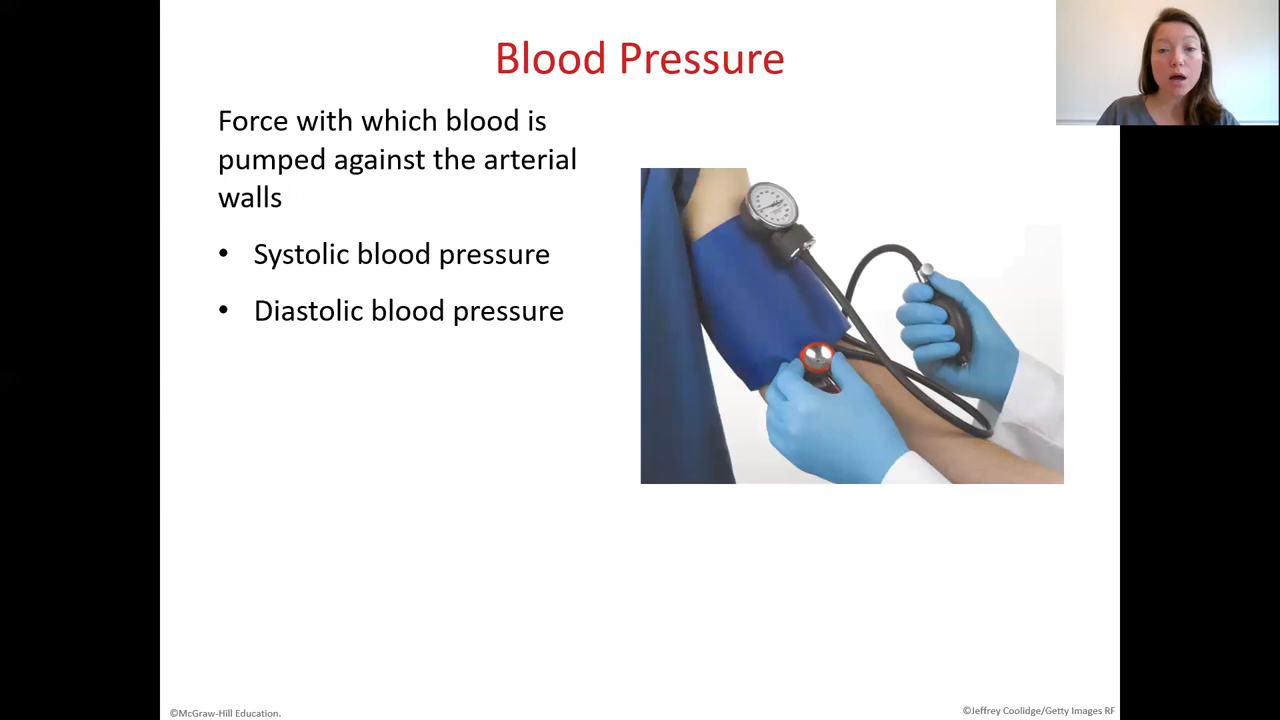 Blood Pressure
Force with which blood is
pumped against the arterial
walls
• Systolic blood pressure
• Diastolic blood pressure
©McGraw-Hill Education.
©Jeffrey Coolidge/Getty Images RF